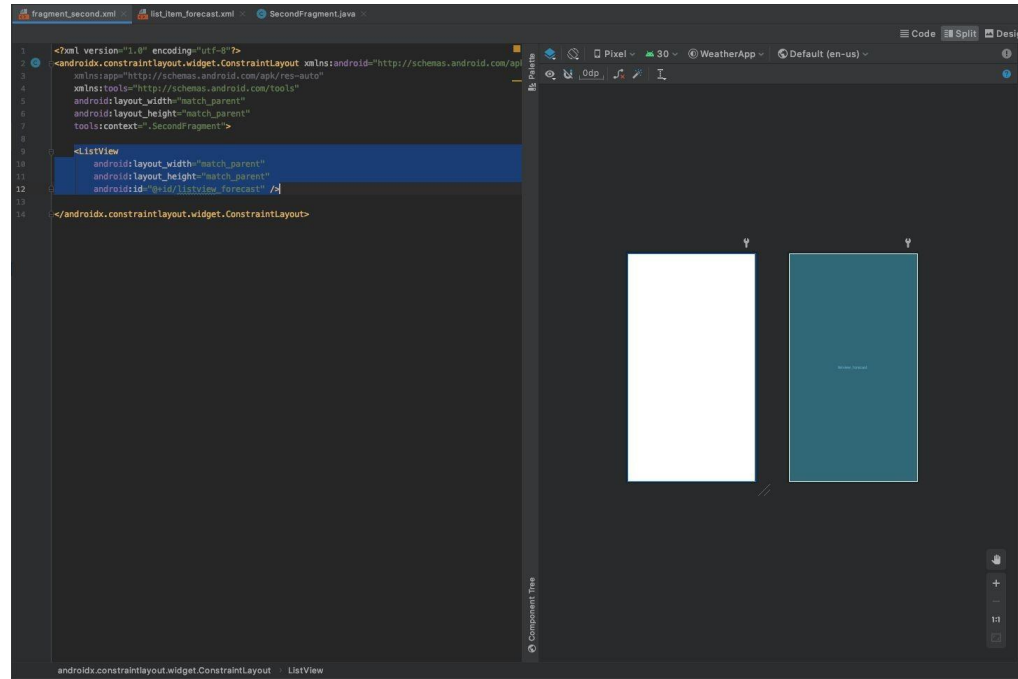 fragment_second.xml list_item_forecast.xml SecondFragment.java
Code Split Desi
1 <?xml version="1.0" encoding="utf-8"?>
2 <androidx.constraintlayout.widget.ConstraintLayout xmlns:android="http://schemas.android.com/apk
3 xmlns:app="http://schemas.android.com/apk/res-auto"
4 xmlns:tools="http://schemas.android.com/tools"
5 android:layout_width="match_parent"
6 android:layout_height="match_parent"
7 tools:context=".SecondFragment">
8
9 <ListView
10 android:layout_width="match_parent"
11 android:layout_height="match_parent"
12 android:id="@+id/listview_forecast" />
13
14 </androidx.constraintlayout.widget.ConstraintLayout>
Palette
Pixel 30 WeatherApp Default (en-us)
0dp
1:1
Component Tree
androidx.constraintlayout.widget.ConstraintLayout ListView